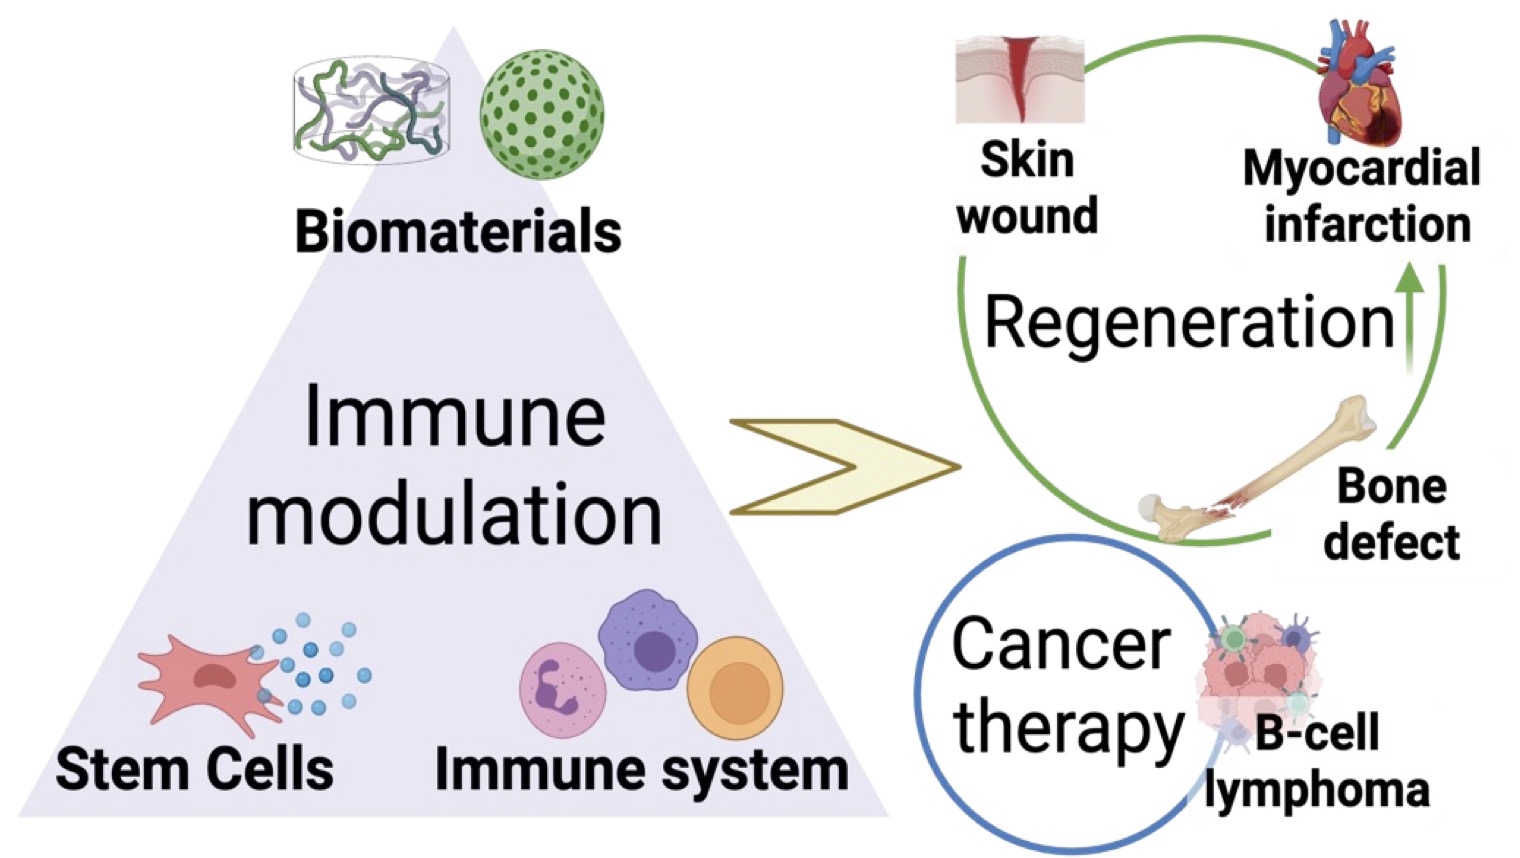 Biomaterials
Immune
modulation
Stem Cells
Immune system
Skin
wound
Myocardial
infarction
Regeneration
Bone
defect
Cancer
therapy
B-cell
lymphoma